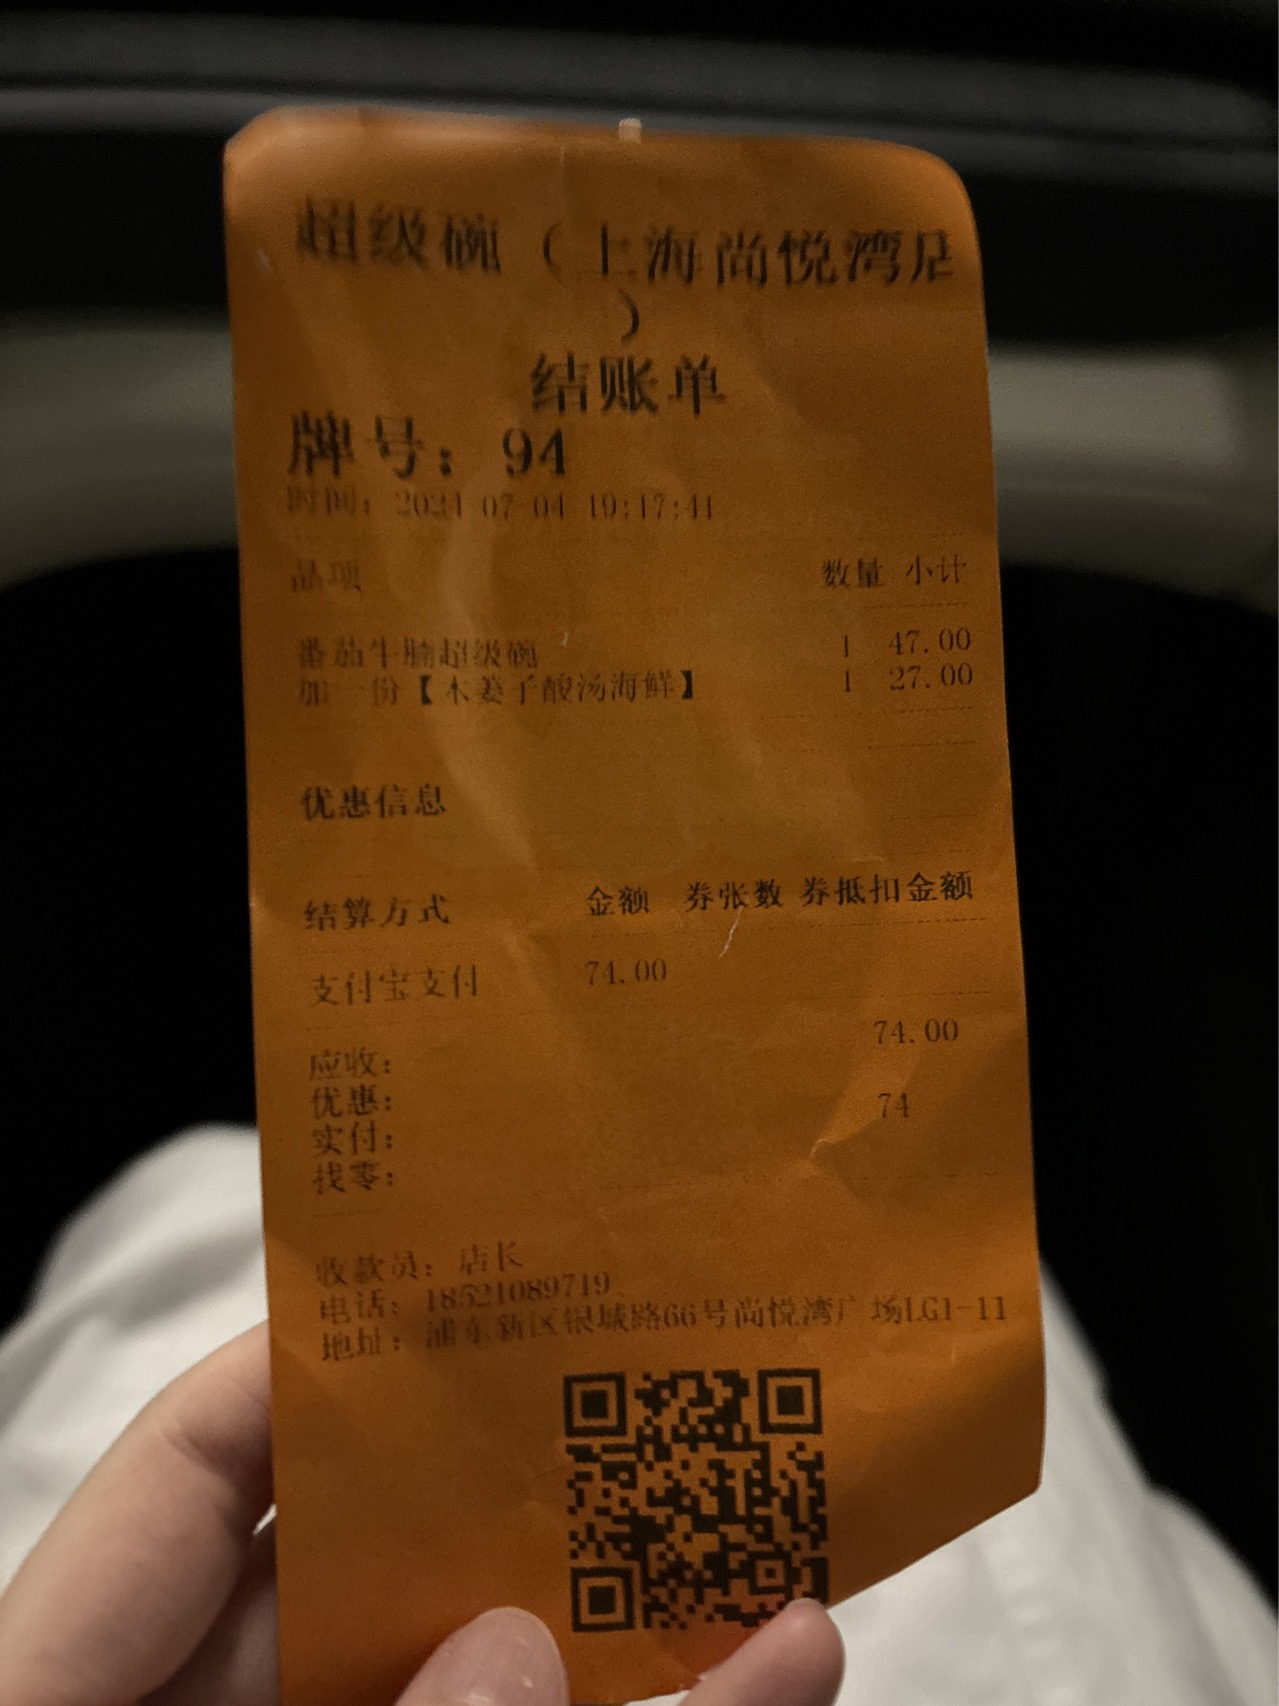 超级碗（上海尚悦湾店
）
结账单
牌号：94
时间：2024-07-04 19:17:41
品项 数量 小计
番茄牛腩超级碗 1 47.00
加一份【木姜子酸汤海鲜】 1 27.00
优惠信息
结算方式 金额 券张数 券抵扣金额
支付宝支付 74.00
应收： 74.00
优惠：
实付： 74
找零：
收款员：店长
电话：18521089719
地址：浦东新区银城路66号尚悦湾广场LG1-11